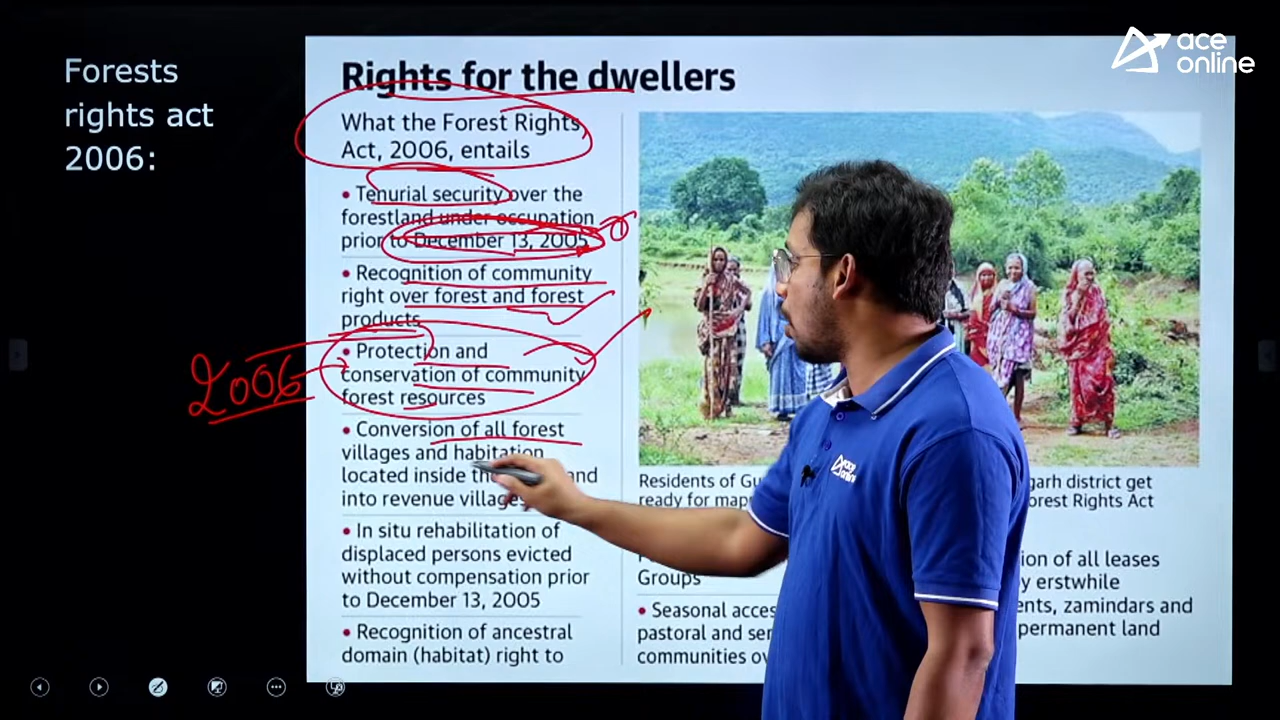 Forests
rights act
2006:
ace
online
Rights for the dwellers
What the Forest Rights
Act, 2006, entails
• Tenurial security over the
forestland under occupation
prior to December 13, 2005
• Recognition of community
right over forest and forest
products
2006
• Protection and
conservation of community
forest resources
• Conversion of all forest
villages and habitation
located inside and
into revenue villages
• In situ rehabilitation of
displaced persons evicted
without compensation prior
to December 13, 2005
• Recognition of ancestral
domain (habitat) right to
Residents of garh district get
ready for orest Rights Act
Groups
• Seasonal
pastoral and
communities
ion of all leases
erstwhile
ents, zamindars and
permanent land
ace
online